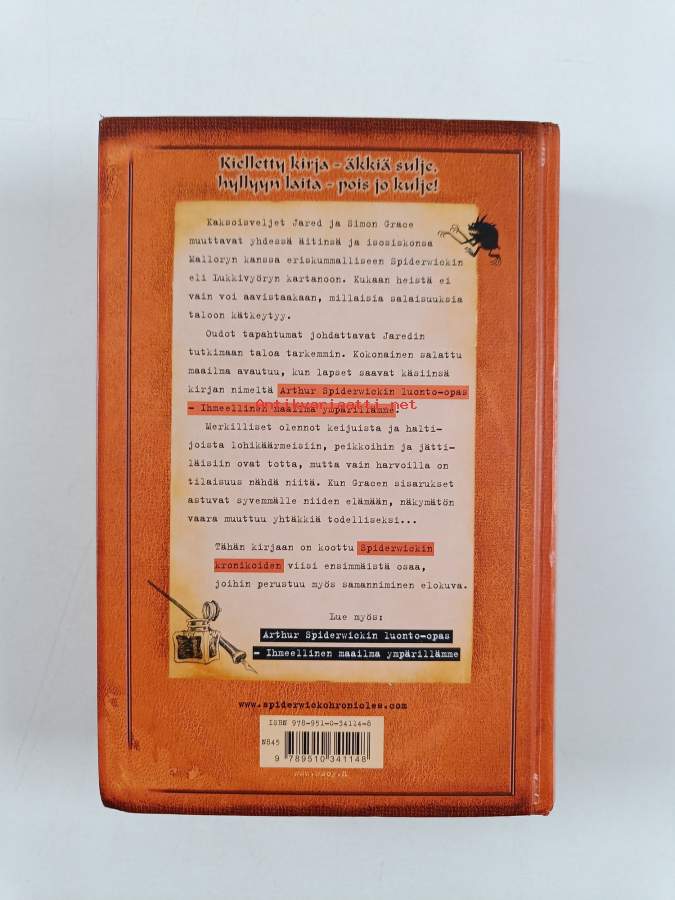 Kielletty kirja - äkkiä sulje,
hyllyyn laita - pois jo kulje!
Kaksoisveljet Jared ja Simon Grace
muuttavat yhdessä äitinsä ja isosiskonsa
Malloryn kanssa eriskummalliseen Spiderwickin
eli Lukkivyöryn kartanoon. Kukaan heistä ei
vain voi aavistaakaan, millaisia salaisuuksia
taloon kätkeytyy.
Oudot tapahtumat johdattavat Jaredin
tutkimaan taloa tarkemmin. Kokonainen salattu
maailma avautuu, kun lapset saavat käsiinsä
kirjan nimeltä Arthur Spiderwickin luonto-opas
- Ihmeellinen maailma ympärillämme.
Antikvariaatti.net
Merkilliset olennot keijuista ja halti-
joista lohikäärmeisiin, peikkoihin ja jätti-
läisiin ovat totta, mutta vain harvoilla on
tilaisuus nähdä niitä. Kun Gracen sisarukset
astuvat syvemmälle niiden elämään, näkymätön
vaara muuttuu yhtäkkiä todelliseksi...
Tähän kirjaan on koottu Spiderwickin
kronikoiden viisi ensimmäistä osaa,
joihin perustuu myös samanniminen elokuva.
Lue myös:
Arthur Spiderwickin luonto-opas
- Ihmeellinen maailma ympärillämme
www.spiderwickchronicles.com
ISBN 978-951-0-34114-8
N845
9 789510 341148
www.wsoy.fi